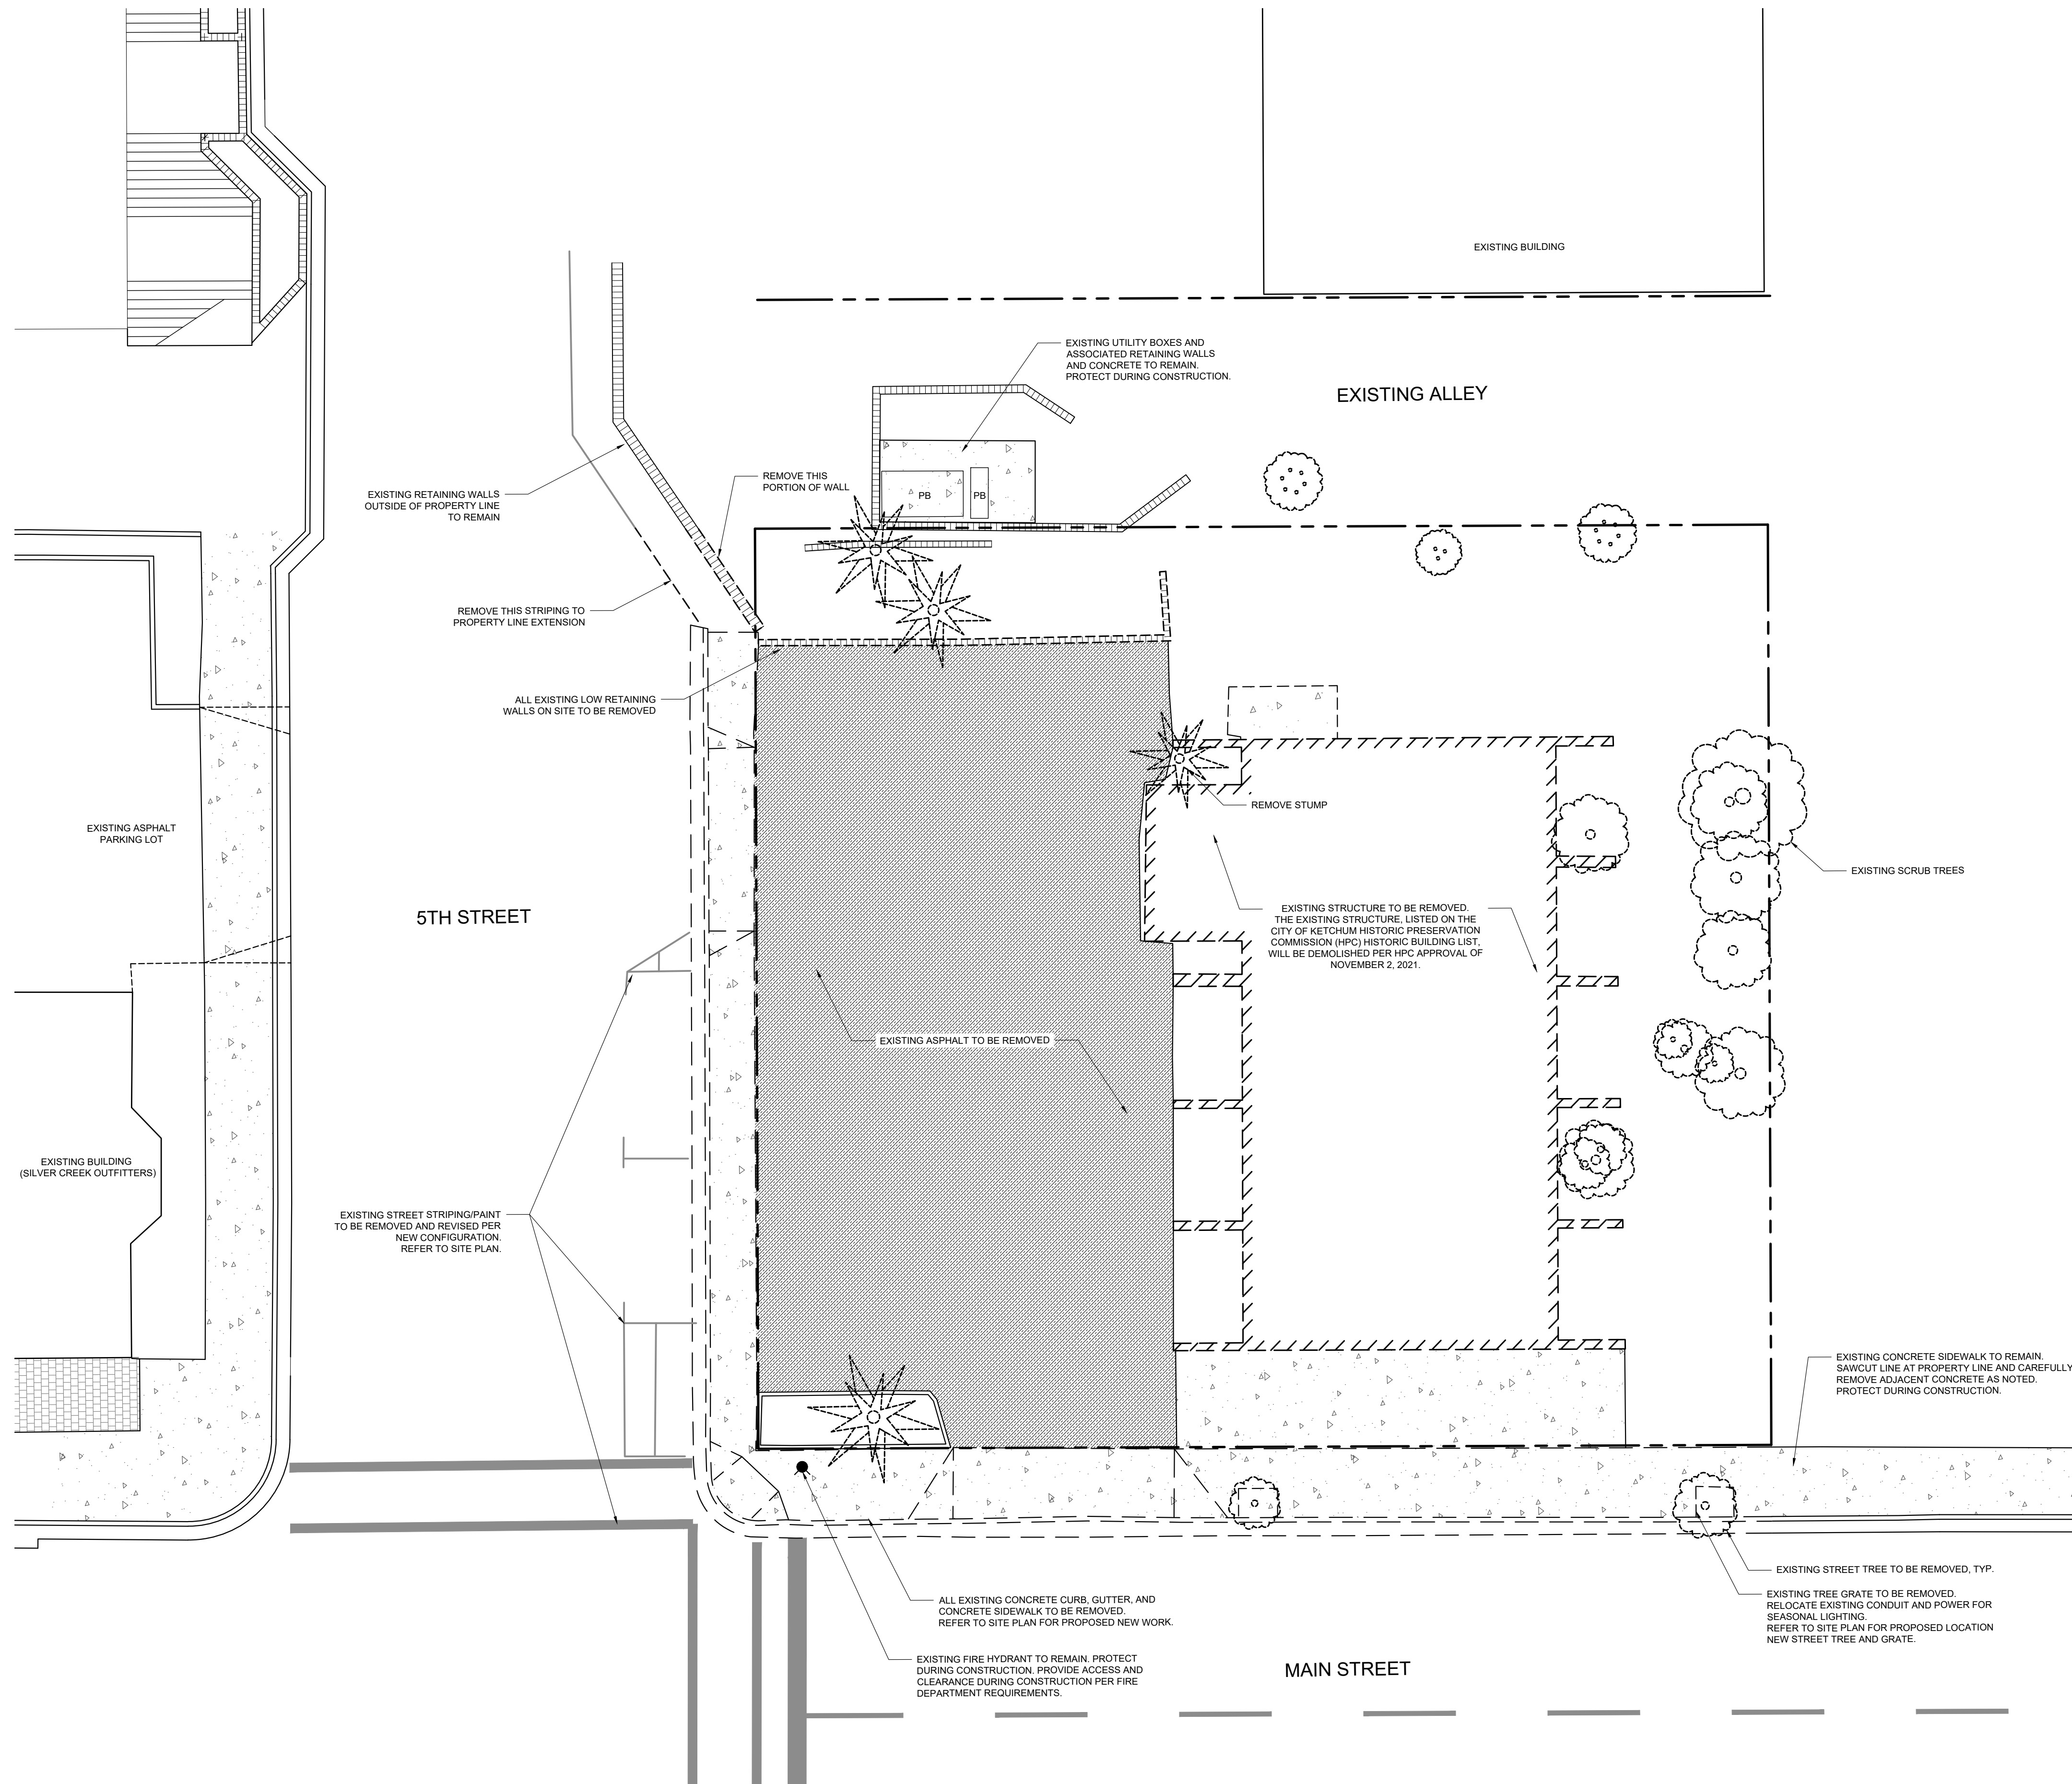 EXISTING BUILDING
EXISTING UTILITY BOXES AND
ASSOCIATED RETAINING WALLS
AND CONCRETE TO REMAIN.
PROTECT DURING CONSTRUCTION.
EXISTING ALLEY
REMOVE THIS
PORTION OF WALL
EXISTING RETAINING WALLS
OUTSIDE OF PROPERTY LINE
TO REMAIN
PB
PB
REMOVE THIS STRIPING TO
PROPERTY LINE EXTENSION
ALL EXISTING LOW RETAINING
WALLS ON SITE TO BE REMOVED
REMOVE STUMP
EXISTING ASPHALT
PARKING LOT
EXISTING SCRUB TREES
5TH STREET
EXISTING STRUCTURE TO BE REMOVED.
THE EXISTING STRUCTURE, LISTED ON THE
CITY OF KETCHUM HISTORIC PRESERVATION
COMMISSION (HPC) HISTORIC BUILDING LIST,
WILL BE DEMOLISHED PER HPC APPROVAL OF
NOVEMBER 2, 2021.
EXISTING ASPHALT TO BE REMOVED
EXISTING BUILDING
(SILVER CREEK OUTFITTERS)
EXISTING STREET STRIPING/PAINT
TO BE REMOVED AND REVISED PER
NEW CONFIGURATION.
REFER TO SITE PLAN.
EXISTING CONCRETE SIDEWALK TO REMAIN.
SAWCUT LINE AT PROPERTY LINE AND CAREFULLY
REMOVE ADJACENT CONCRETE AS NOTED.
PROTECT DURING CONSTRUCTION.
EXISTING STREET TREE TO BE REMOVED, TYP.
EXISTING TREE GRATE TO BE REMOVED.
RELOCATE EXISTING CONDUIT AND POWER FOR
SEASONAL LIGHTING.
REFER TO SITE PLAN FOR PROPOSED LOCATION
NEW STREET TREE AND GRATE.
ALL EXISTING CONCRETE CURB, GUTTER, AND
CONCRETE SIDEWALK TO BE REMOVED.
REFER TO SITE PLAN FOR PROPOSED NEW WORK.
EXISTING FIRE HYDRANT TO REMAIN. PROTECT
DURING CONSTRUCTION. PROVIDE ACCESS AND
CLEARANCE DURING CONSTRUCTION PER FIRE
DEPARTMENT REQUIREMENTS.
MAIN STREET